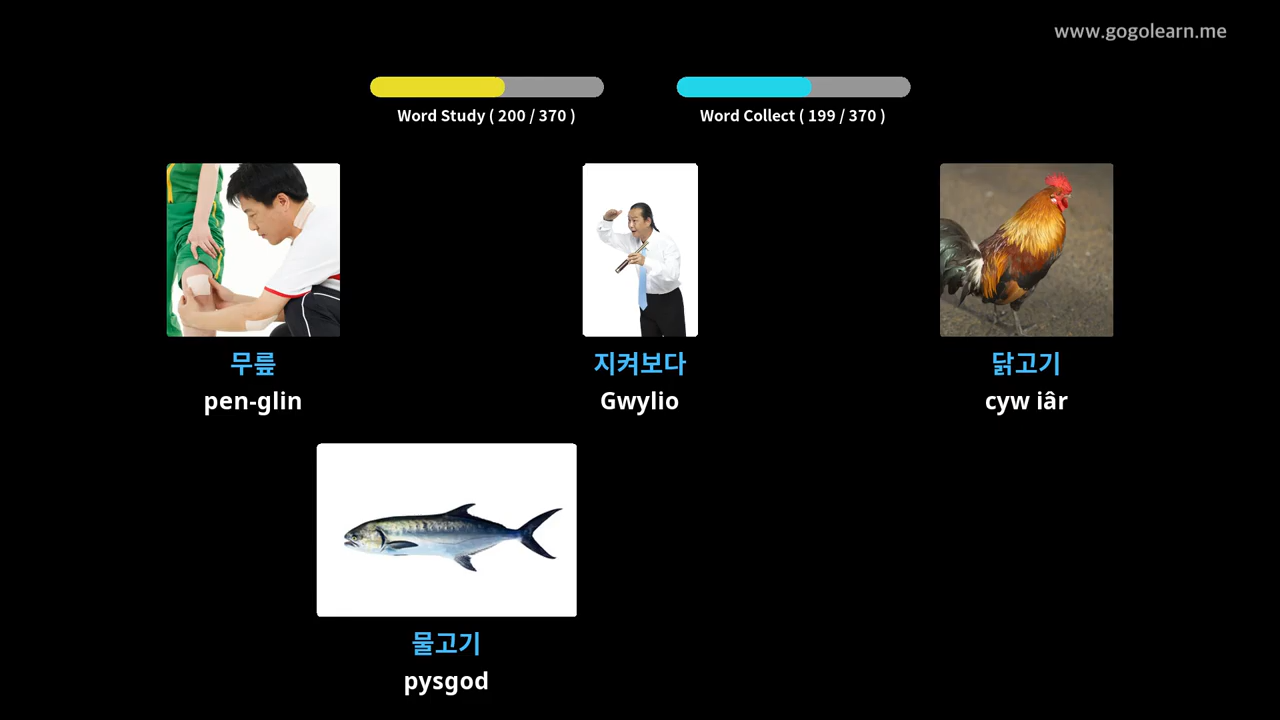 www.gogolearn.me
Word Study ( 200 / 370 )
Word Collect ( 199 / 370 )
무릎
pen-glin
지켜보다
Gwylio
닭고기
cyw iâr
물고기
pysgod